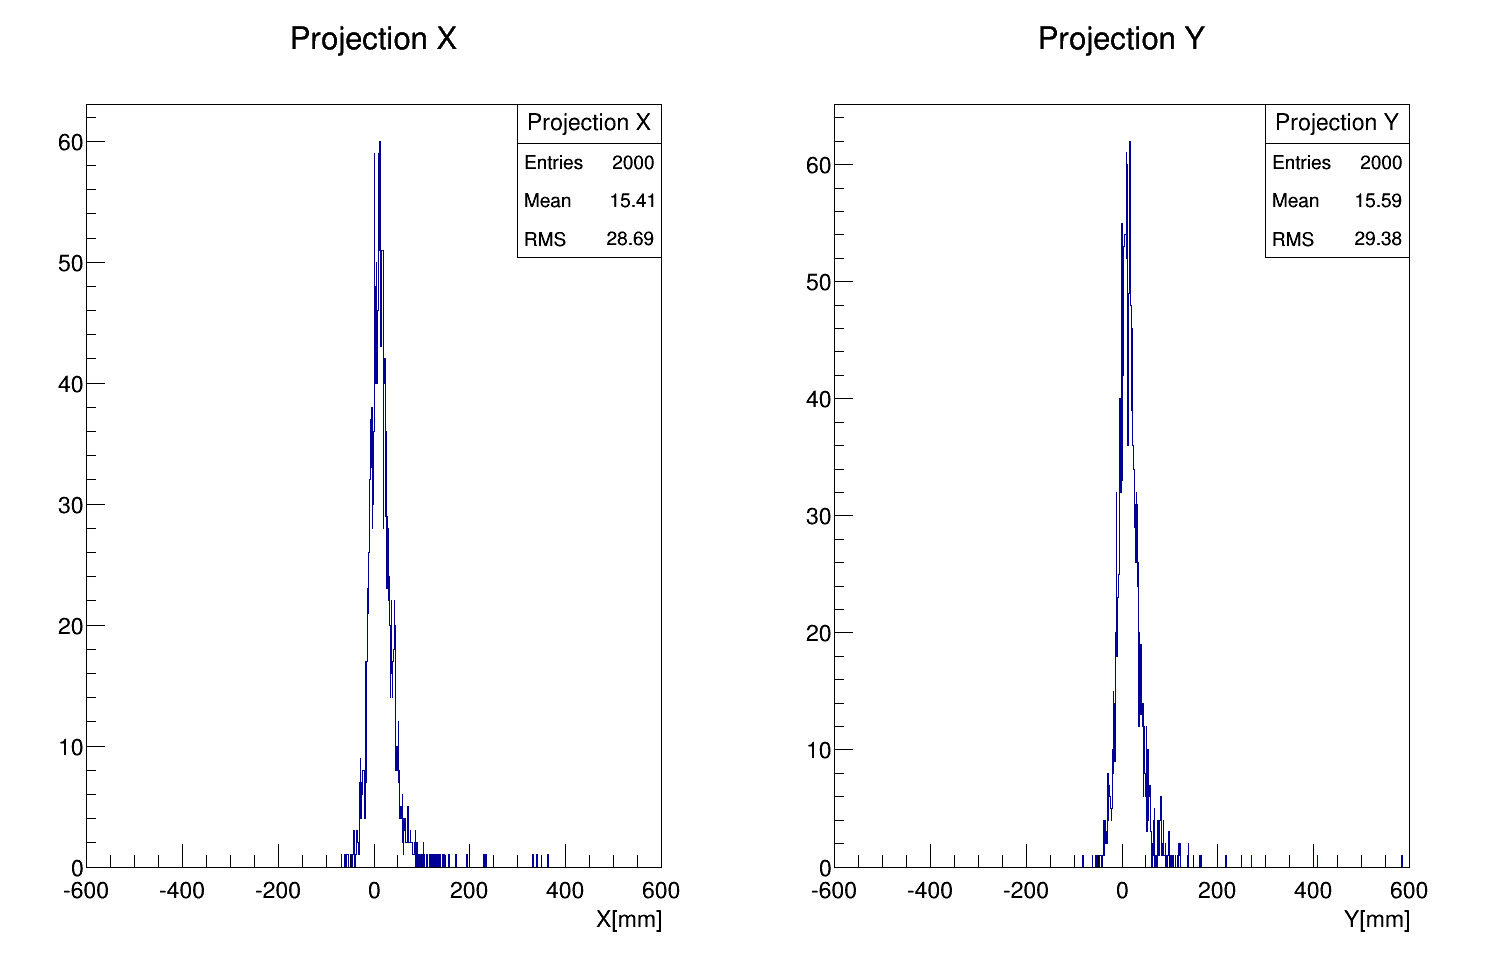 Projection X
Projection X
Entries 2000
Mean 15.41
RMS 28.69
60
50
40
30
20
10
0
-600 -400 -200 0 200 400 600
X[mm]
Projection Y
Projection Y
Entries 2000
Mean 15.59
RMS 29.38
60
50
40
30
20
10
0
-600 -400 -200 0 200 400 600
Y[mm]